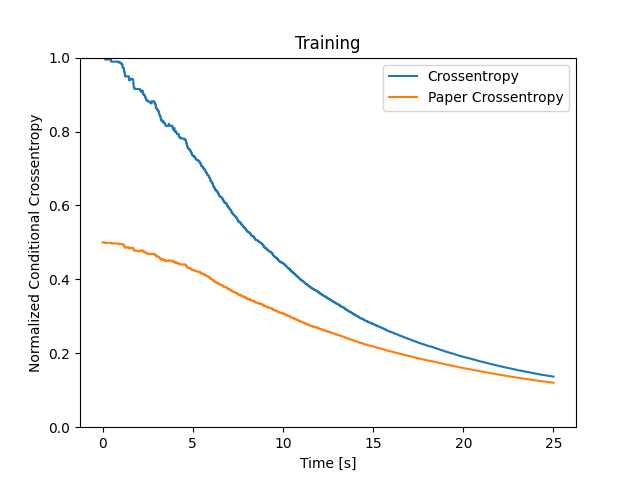 Training
Crossentropy
Paper Crossentropy
Normalized Conditional Crossentropy
1.0
0.8
0.6
0.4
0.2
0.0
0 5 10 15 20 25
Time [s]